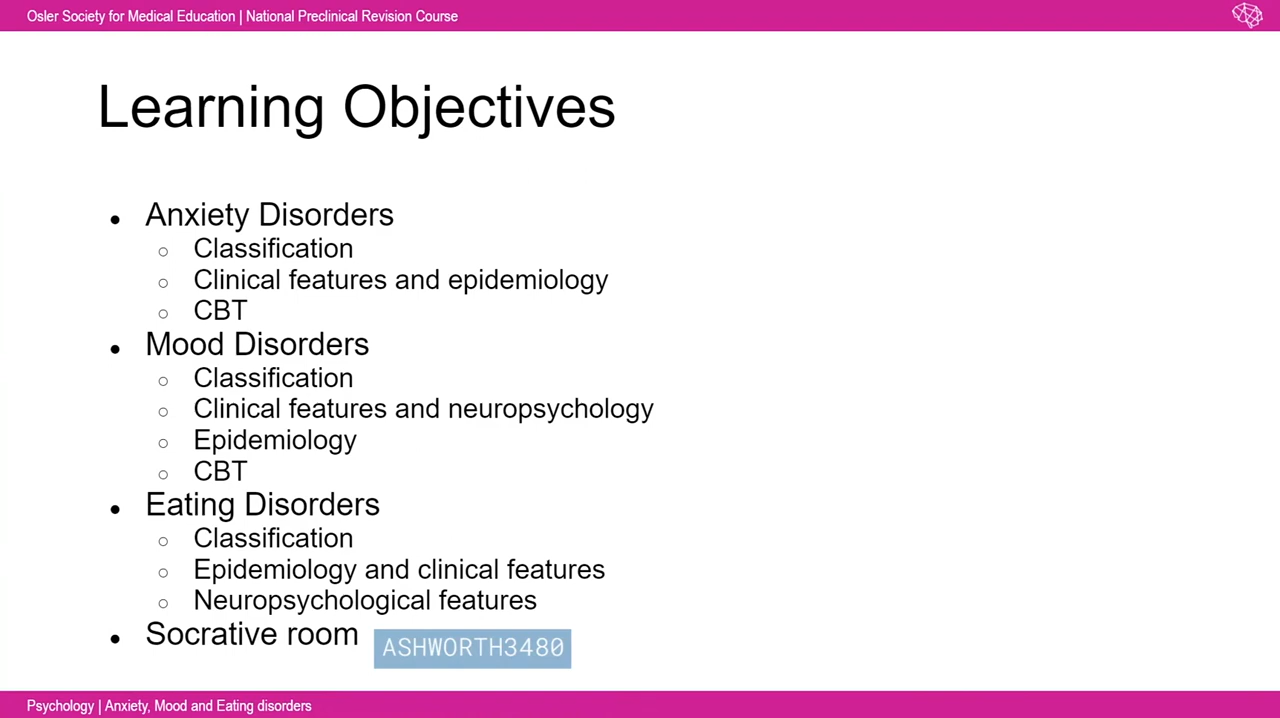 Osler Society for Medical Education | National Preclinical Revision Course
Learning Objectives
● Anxiety Disorders
○ Classification
○ Clinical features and epidemiology
○ CBT
● Mood Disorders
○ Classification
○ Clinical features and neuropsychology
○ Epidemiology
○ CBT
● Eating Disorders
○ Classification
○ Epidemiology and clinical features
○ Neuropsychological features
● Socrative room ASHWORTH3480
Psychology | Anxiety, Mood and Eating disorders